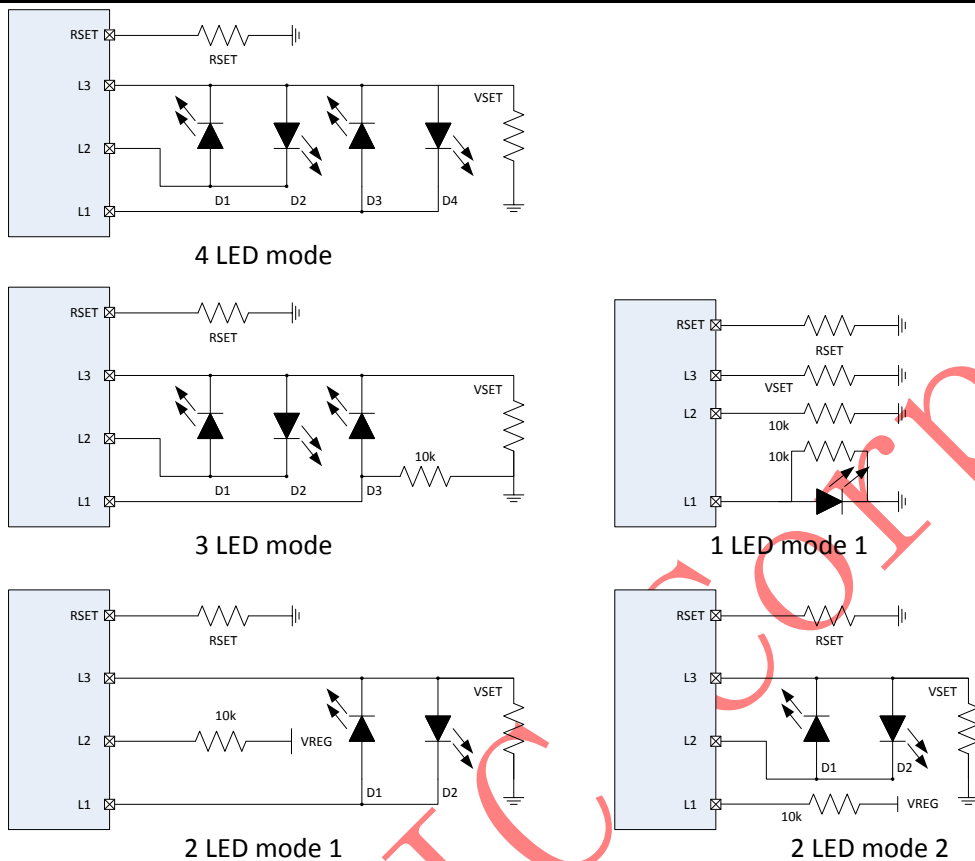 RSET
RSET
L3
VSET
L2
D1 D2 D3 D4
L1
4 LED mode
RSET
RSET
L3
VSET
L2
10k
D1 D2 D3
L1
3 LED mode
RSET
RSET
L3
VSET
L2
10k
10k
L1
1 LED mode 1
RSET
RSET
L3
VSET
10k
L2
VREG
D1 D2
L1
2 LED mode 1
RSET
RSET
L3
VSET
L2
D1 D2
L1
10k
VREG
2 LED mode 2